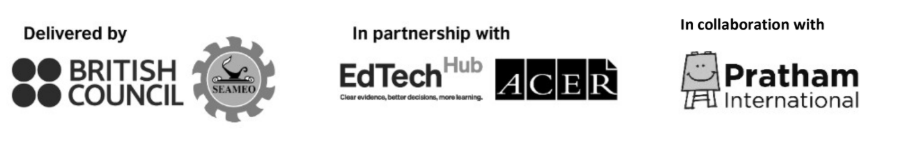 Delivered by
BRITISH
COUNCIL
SEAMEO
In partnership with
EdTech Hub
Clear evidence, better decisions, more learning.
ACER
In collaboration with
Pratham
International